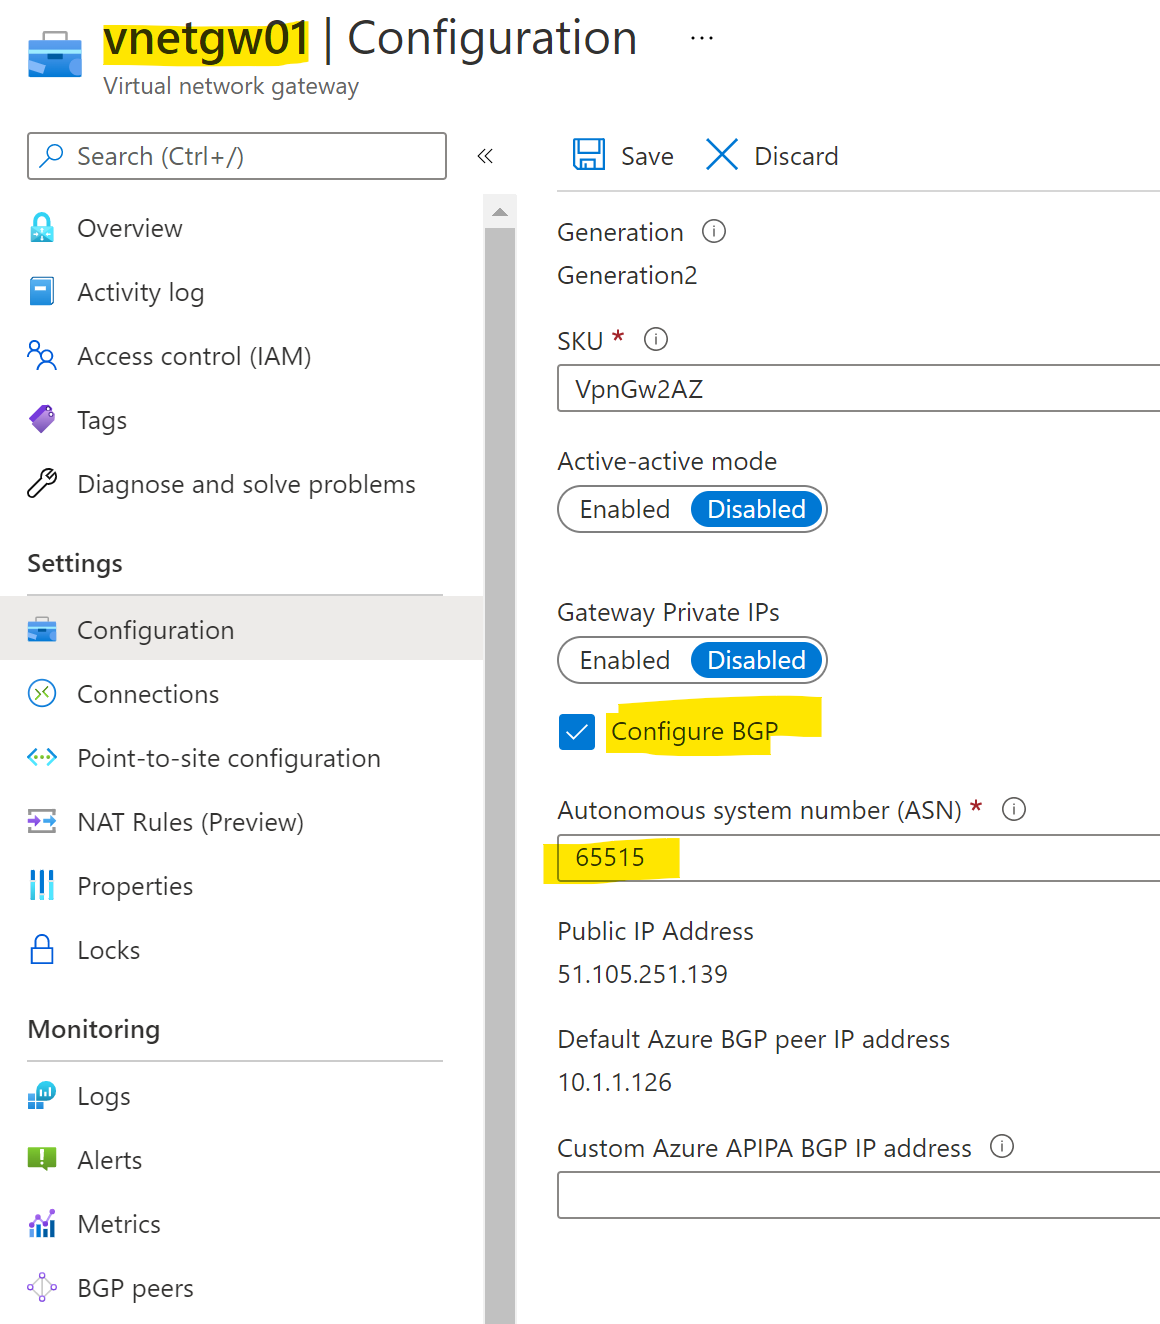 vnetgw01 | Configuration ...
Virtual network gateway
Search (Ctrl+/)
«
Overview
Activity log
Access control (IAM)
Tags
Diagnose and solve problems
Settings
Configuration
Connections
Point-to-site configuration
NAT Rules (Preview)
Properties
Locks
Monitoring
Logs
Alerts
Metrics
BGP peers
Save Discard
Generation
Generation2
SKU *
VpnGw2AZ
Active-active mode
Enabled Disabled
Gateway Private IPs
Enabled Disabled
Configure BGP
Autonomous system number (ASN) *
65515
Public IP Address
51.105.251.139
Default Azure BGP peer IP address
10.1.1.126
Custom Azure APIPA BGP IP address